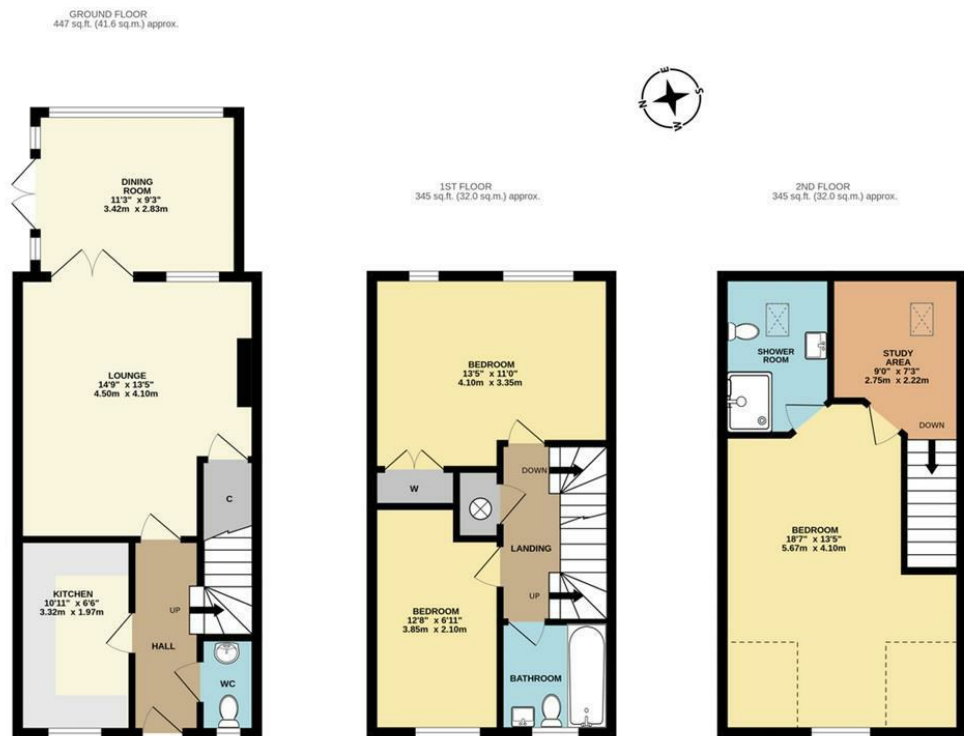 GROUND FLOOR
447 sq.ft. (41.6 sq.m.) approx.
DINING
ROOM
11'3" x 9'3"
3.42m x 2.83m
LOUNGE
14'9" x 13'5"
4.50m x 4.10m
C
KITCHEN
10'11" x 6'6"
3.32m x 1.97m
UP
HALL
WC
N E S W
1ST FLOOR
345 sq.ft. (32.0 sq.m.) approx.
BEDROOM
13'5" x 11'0"
4.10m x 3.35m
DOWN
W
LANDING
UP
BEDROOM
12'8" x 6'11"
3.85m x 2.10m
BATHROOM
2ND FLOOR
345 sq.ft. (32.0 sq.m.) approx.
SHOWER
ROOM
STUDY
AREA
9'0" x 7'3"
2.75m x 2.22m
DOWN
BEDROOM
18'7" x 13'5"
5.67m x 4.10m